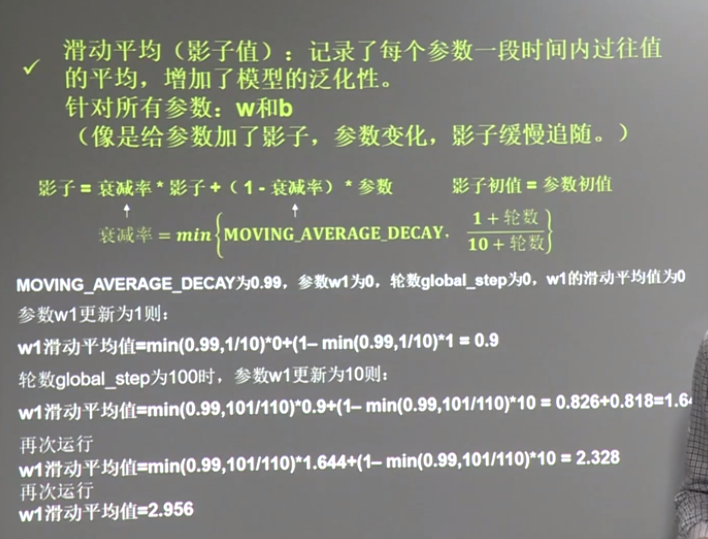 ✓ 滑动平均（影子值）：记录了每个参数一段时间内过往值
的平均，增加了模型的泛化性。
针对所有参数：w和b
（像是给参数加了影子，参数变化，影子缓慢追随。）
影子 = 衰减率 * 影子 +（ 1 - 衰减率）* 参数 影子初值 = 参数初值
衰减率 = min{MOVING_AVERAGE_DECAY, (1 + 轮数)/(10 + 轮数)}
MOVING_AVERAGE_DECAY为0.99，参数w1为0，轮数global_step为0，w1的滑动平均值为0
参数w1更新为1则：
w1滑动平均值=min(0.99,1/10)*0+(1– min(0.99,1/10)*1 = 0.9
轮数global_step为100时，参数w1更新为10则：
w1滑动平均值=min(0.99,101/110)*0.9+(1– min(0.99,101/110)*10 = 0.826+0.818=1.64
再次运行
w1滑动平均值=min(0.99,101/110)*1.644+(1– min(0.99,101/110)*10 = 2.328
再次运行
w1滑动平均值=2.956